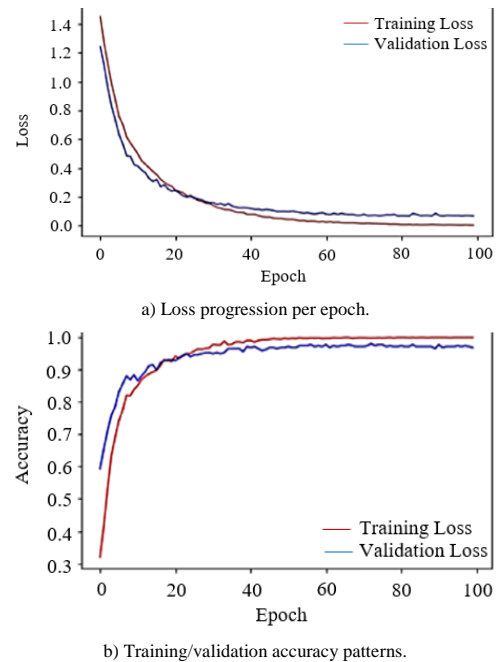 1.4
1.2
1.0
0.8
0.6
0.4
0.2
0.0
Loss
Training Loss
Validation Loss
0 20 40 60 80 100
Epoch
a) Loss progression per epoch.
1.0
0.9
0.8
0.7
0.6
0.5
0.4
0.3
Accuracy
Training Loss
Validation Loss
0 20 40 60 80 100
Epoch
b) Training/validation accuracy patterns.